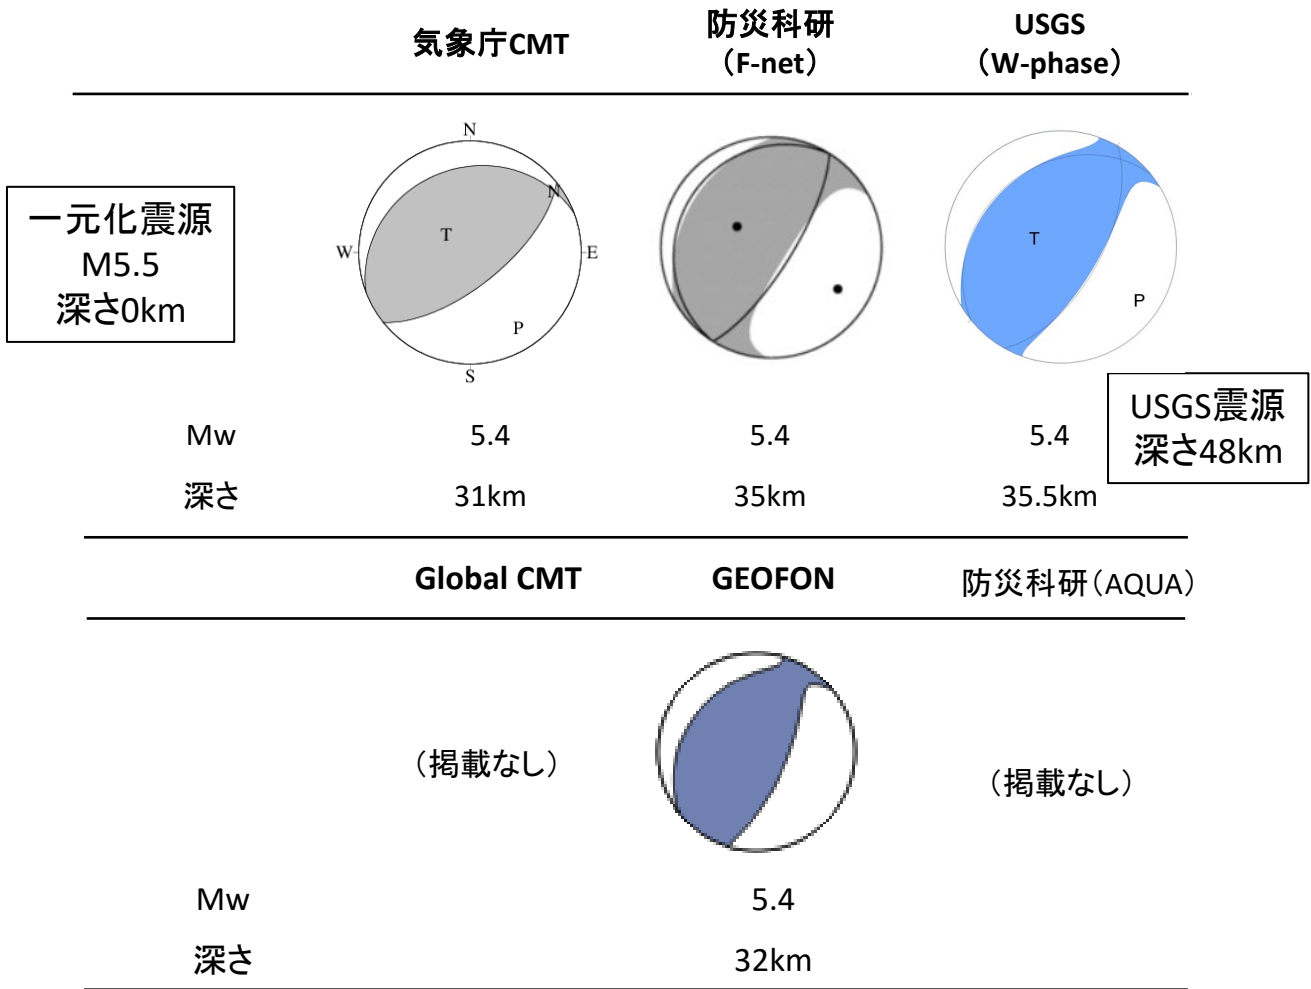 気象庁CMT
防災科研
（F-net）
USGS
（W-phase）
一元化震源
M5.5
深さ0km
N
N
W
T
E
P
S
T
P
USGS震源
深さ48km
Mw 5.4 5.4 5.4
深さ 31km 35km 35.5km
Global CMT GEOFON 防災科研（AQUA）
（掲載なし）
（掲載なし）
Mw 5.4
深さ 32km